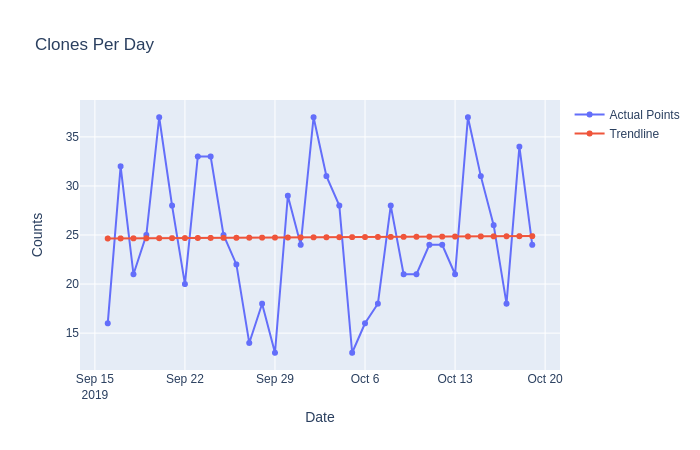 Clones Per Day
Actual Points
Trendline
Counts
35
30
25
20
15
Sep 15
2019
Sep 22
Sep 29
Oct 6
Oct 13
Oct 20
Date